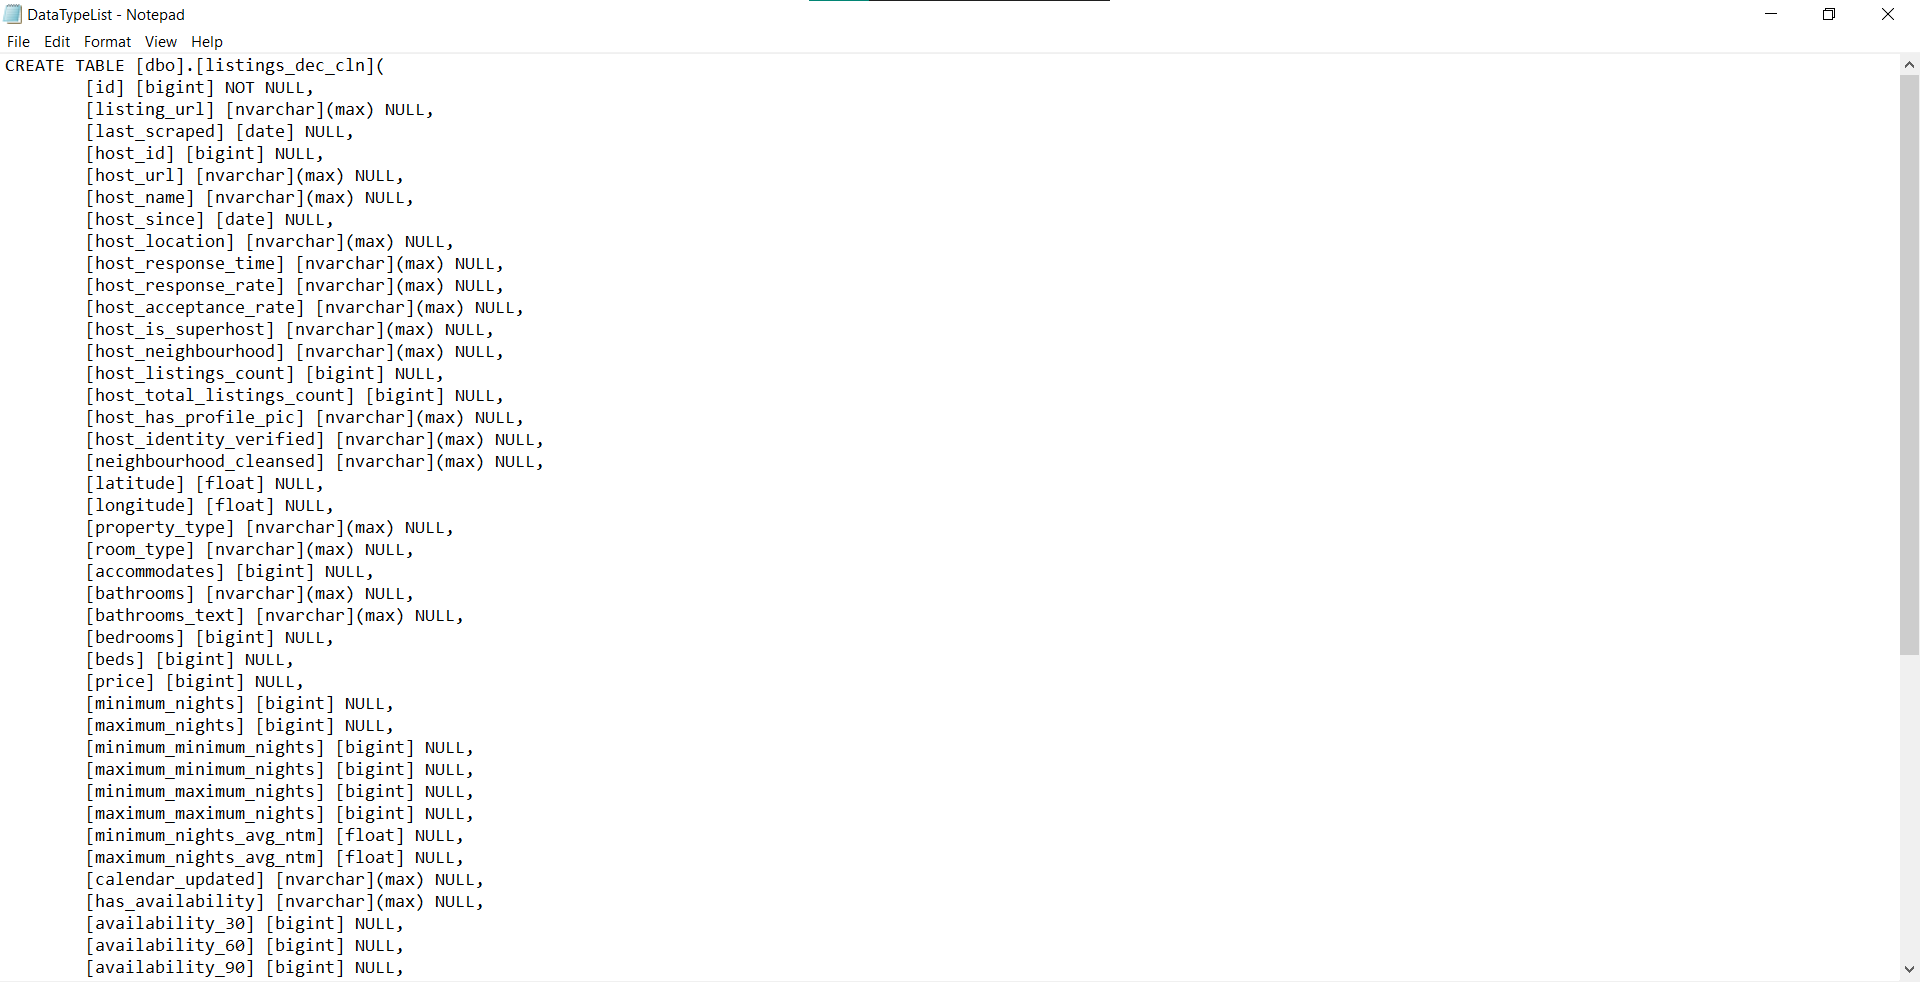 DataTypeList - Notepad
File Edit Format View Help
CREATE TABLE [dbo].[listings_dec_cln](
[id] [bigint] NOT NULL,
[listing_url] [nvarchar](max) NULL,
[last_scraped] [date] NULL,
[host_id] [bigint] NULL,
[host_url] [nvarchar](max) NULL,
[host_name] [nvarchar](max) NULL,
[host_since] [date] NULL,
[host_location] [nvarchar](max) NULL,
[host_response_time] [nvarchar](max) NULL,
[host_response_rate] [nvarchar](max) NULL,
[host_acceptance_rate] [nvarchar](max) NULL,
[host_is_superhost] [nvarchar](max) NULL,
[host_neighbourhood] [nvarchar](max) NULL,
[host_listings_count] [bigint] NULL,
[host_total_listings_count] [bigint] NULL,
[host_has_profile_pic] [nvarchar](max) NULL,
[host_identity_verified] [nvarchar](max) NULL,
[neighbourhood_cleansed] [nvarchar](max) NULL,
[latitude] [float] NULL,
[longitude] [float] NULL,
[property_type] [nvarchar](max) NULL,
[room_type] [nvarchar](max) NULL,
[accommodates] [bigint] NULL,
[bathrooms] [nvarchar](max) NULL,
[bathrooms_text] [nvarchar](max) NULL,
[bedrooms] [bigint] NULL,
[beds] [bigint] NULL,
[price] [bigint] NULL,
[minimum_nights] [bigint] NULL,
[maximum_nights] [bigint] NULL,
[minimum_minimum_nights] [bigint] NULL,
[maximum_minimum_nights] [bigint] NULL,
[minimum_maximum_nights] [bigint] NULL,
[maximum_maximum_nights] [bigint] NULL,
[minimum_nights_avg_ntm] [float] NULL,
[maximum_nights_avg_ntm] [float] NULL,
[calendar_updated] [nvarchar](max) NULL,
[has_availability] [nvarchar](max) NULL,
[availability_30] [bigint] NULL,
[availability_60] [bigint] NULL,
[availability_90] [bigint] NULL,